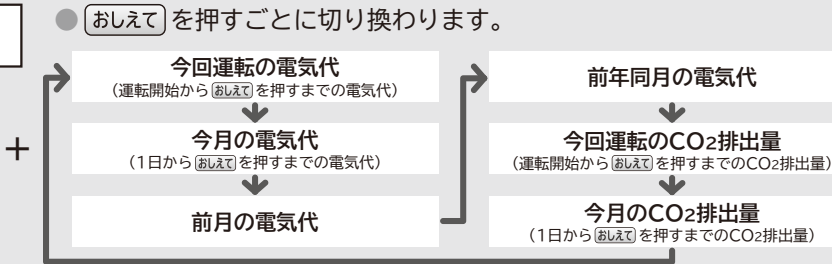 ● おしえて を押すごとに切り換わります。
+
今回運転の電気代
(運転開始から おしえて を押すまでの電気代)
今月の電気代
(1日から おしえて を押すまでの電気代)
前月の電気代
前年同月の電気代
今回運転のCO2排出量
(運転開始から おしえて を押すまでのCO2排出量)
今月のCO2排出量
(1日から おしえて を押すまでのCO2排出量)